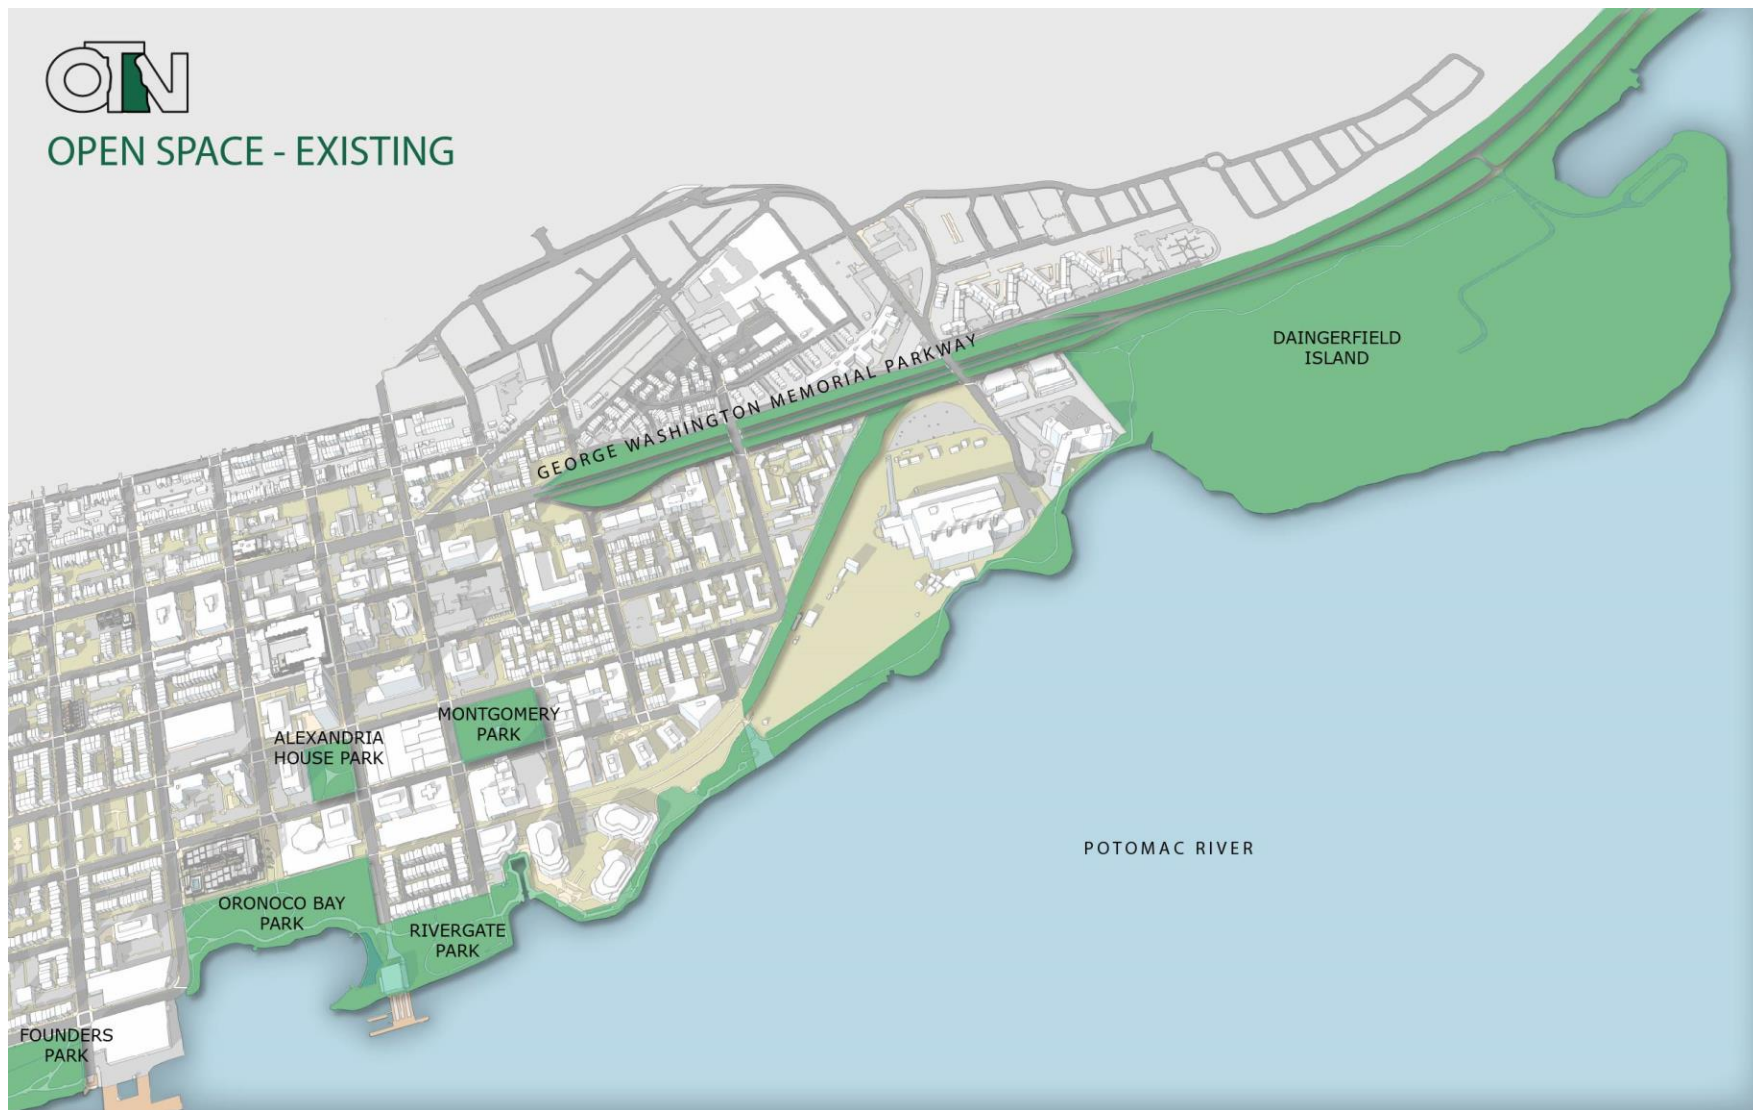 OTN
OPEN SPACE - EXISTING
GEORGE WASHINGTON MEMORIAL PARKWAY
DAINGERFIELD
ISLAND
MONTGOMERY
PARK
ALEXANDRIA
HOUSE PARK
POTOMAC RIVER
ORONOCO BAY
PARK
RIVERGATE
PARK
FOUNDERS
PARK